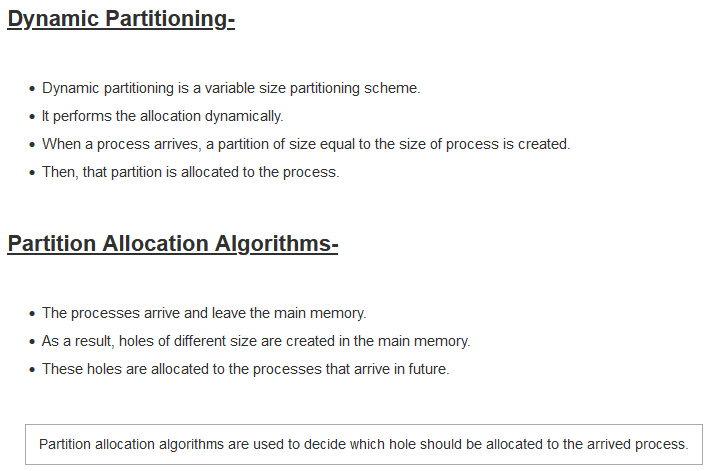 Dynamic Partitioning-
• Dynamic partitioning is a variable size partitioning scheme.
• It performs the allocation dynamically.
• When a process arrives, a partition of size equal to the size of process is created.
• Then, that partition is allocated to the process.
Partition Allocation Algorithms-
• The processes arrive and leave the main memory.
• As a result, holes of different size are created in the main memory.
• These holes are allocated to the processes that arrive in future.
Partition allocation algorithms are used to decide which hole should be allocated to the arrived process.